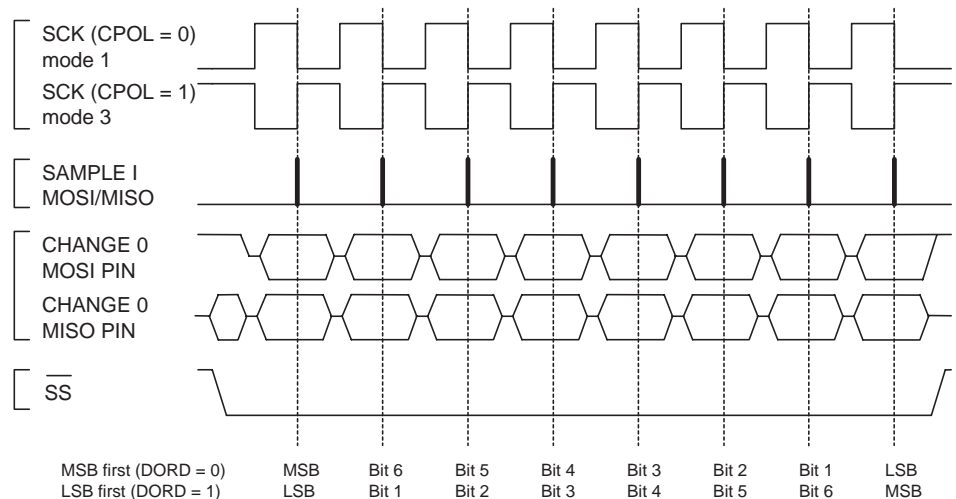 SCK (CPOL = 0)
mode 1
SCK (CPOL = 1)
mode 3
SAMPLE I
MOSI/MISO
CHANGE 0
MOSI PIN
CHANGE 0
MISO PIN
SS
MSB first (DORD = 0) MSB Bit 6 Bit 5 Bit 4 Bit 3 Bit 2 Bit 1 LSB
LSB first (DORD = 1) LSB Bit 1 Bit 2 Bit 3 Bit 4 Bit 5 Bit 6 MSB